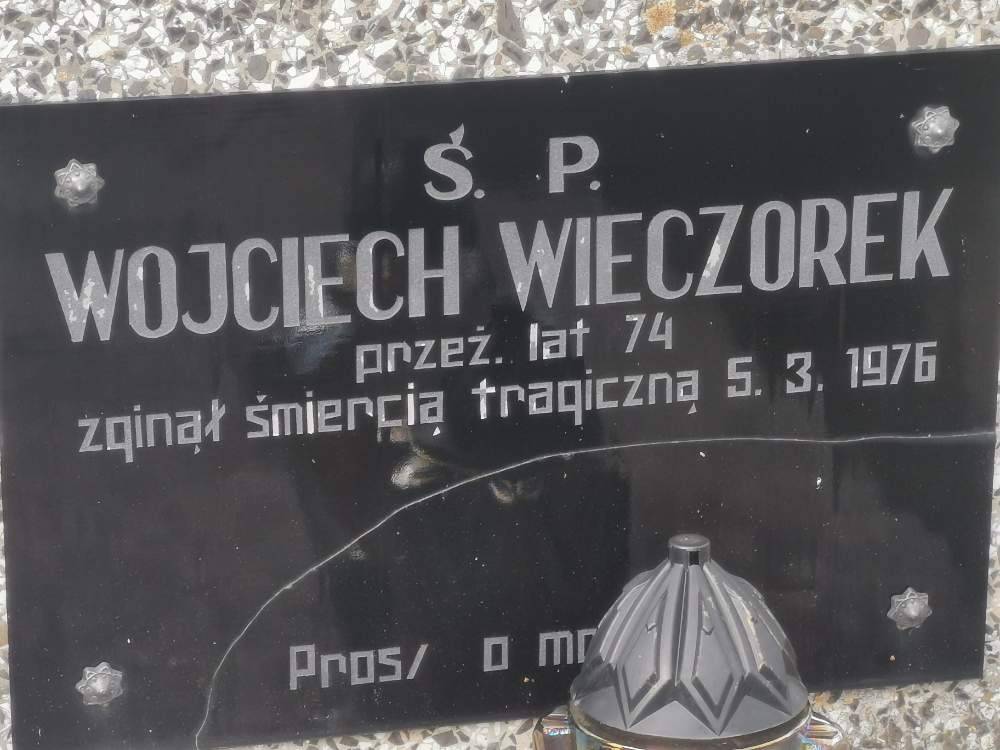 Ś. P.
WOJCIECH WIECZOREK
przeż. lat 74
zginął śmiercią tragiczną 5. 3. 1976
o